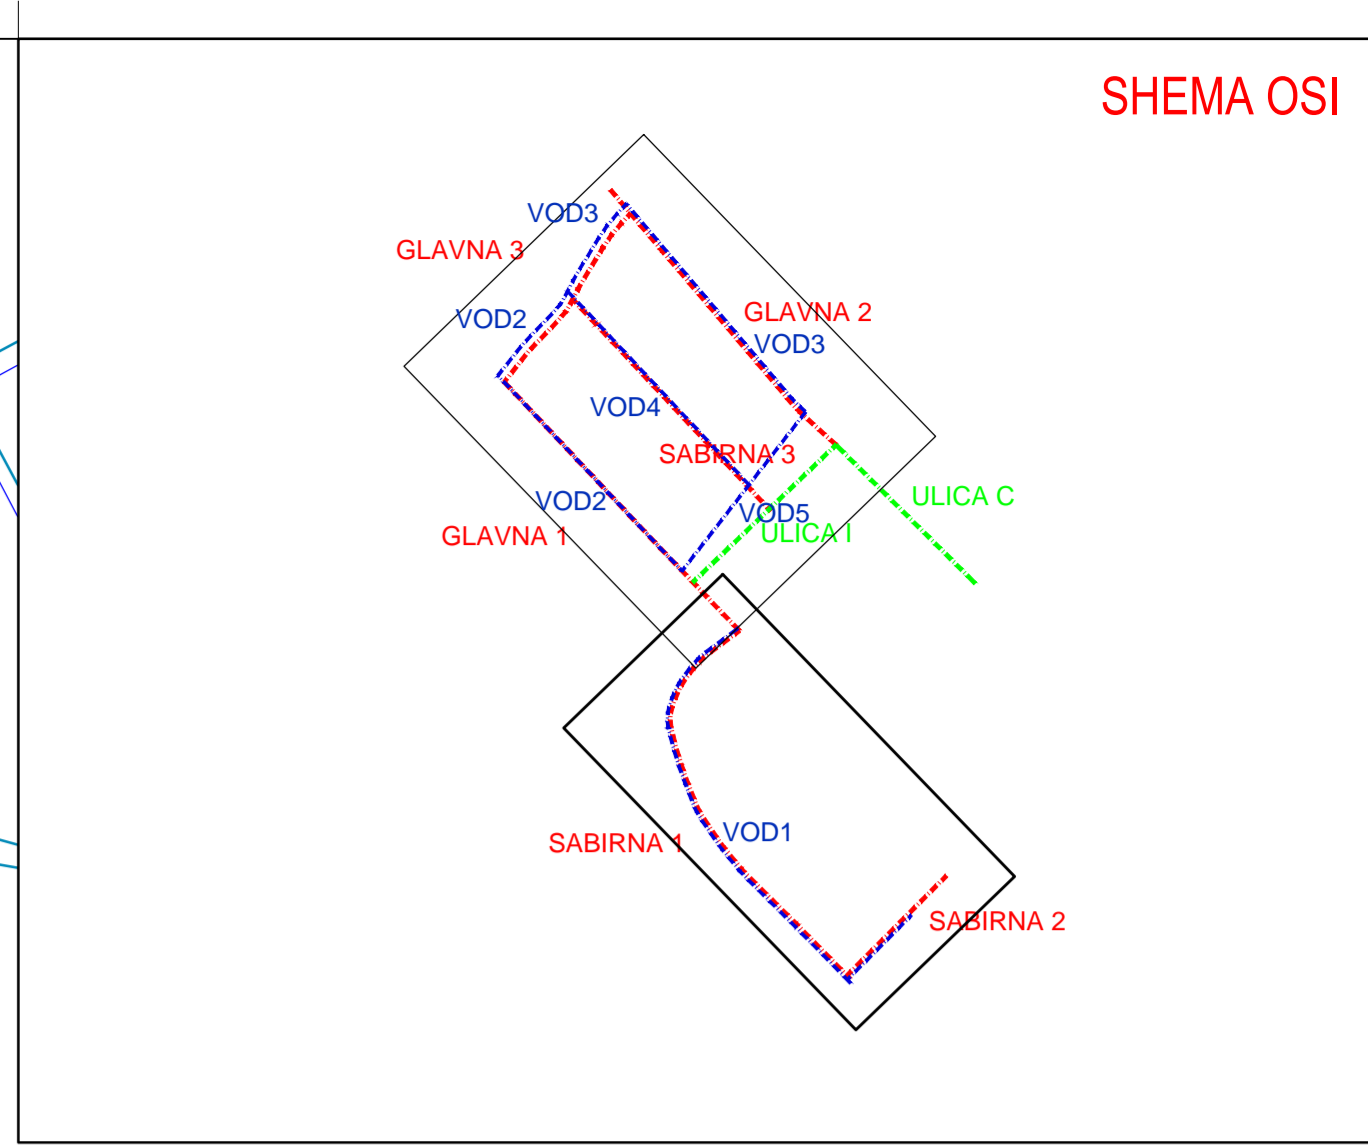 SHEMA OSI
VOD3
GLAVNA 3
GLAVNA 2
VOD2
VOD3
VOD4
SABIRNA 3
ULICA C
VOD2
VOD5
GLAVNA 1
ULICA I
VOD1
SABIRNA 1
SABIRNA 2